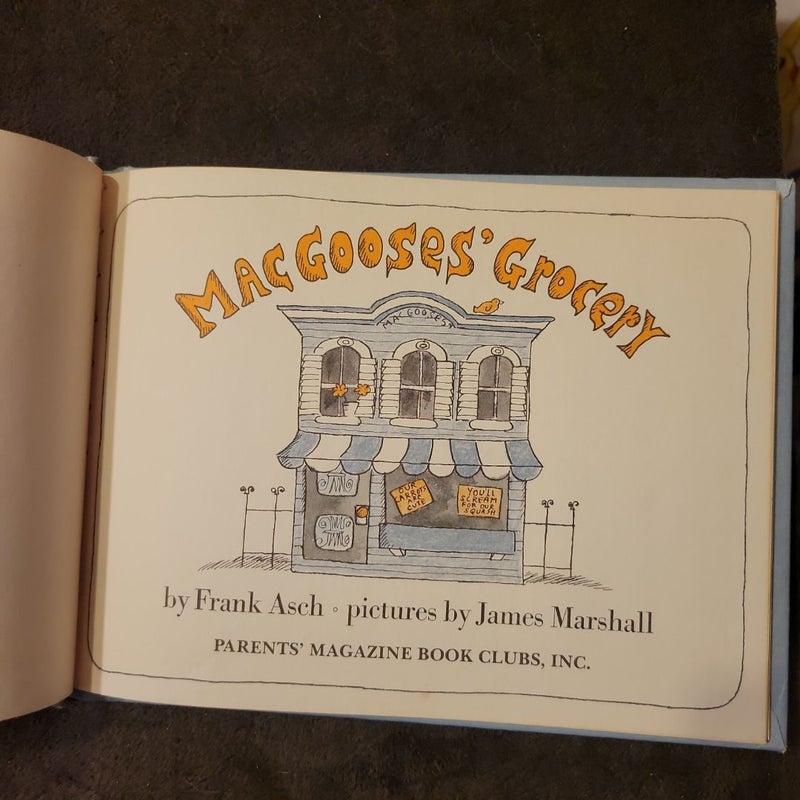 MacGooses' Grocery
MACGOOSES'
OUR
CARROTS
ARE
CUTE
YOU'LL
SCREAM
FOR OUR
SQUASH
by Frank Asch ◦ pictures by James Marshall
PARENTS' MAGAZINE BOOK CLUBS, INC.